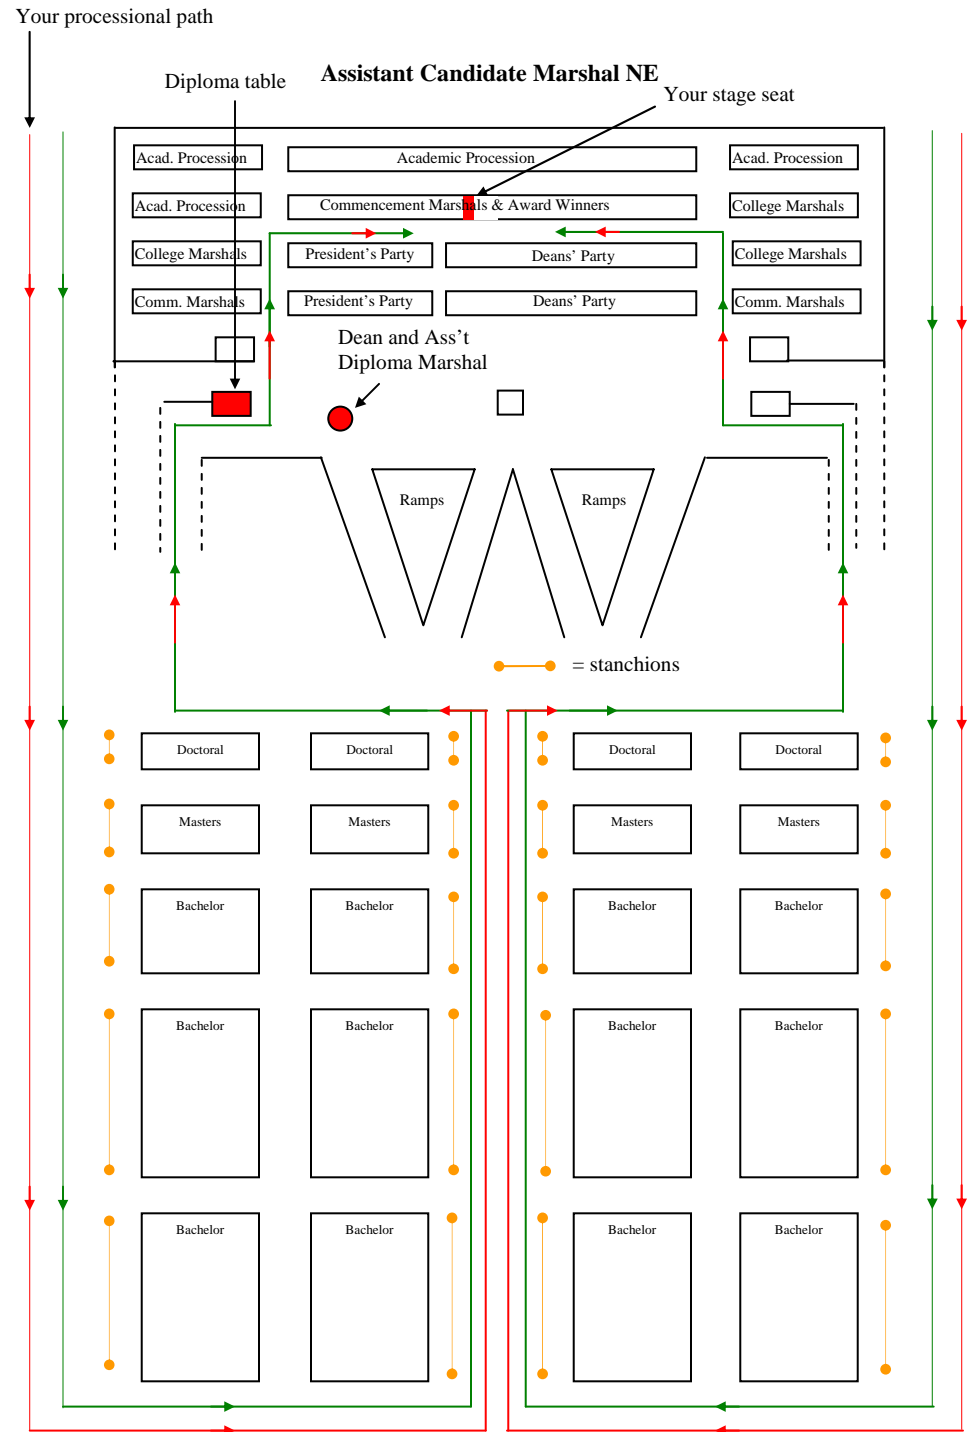 Your processional path
Assistant Candidate Marshal NE
Diploma table
Your stage seat
Acad. Procession
Academic Procession
Acad. Procession
Acad. Procession
Commencement Marshals & Award Winners
College Marshals
College Marshals
President's Party
Deans' Party
College Marshals
Comm. Marshals
President's Party
Deans' Party
Comm. Marshals
Dean and Ass't
Diploma Marshal
Ramps
Ramps
= stanchions
Doctoral
Doctoral
Doctoral
Doctoral
Masters
Masters
Masters
Masters
Bachelor
Bachelor
Bachelor
Bachelor
Bachelor
Bachelor
Bachelor
Bachelor
Bachelor
Bachelor
Bachelor
Bachelor